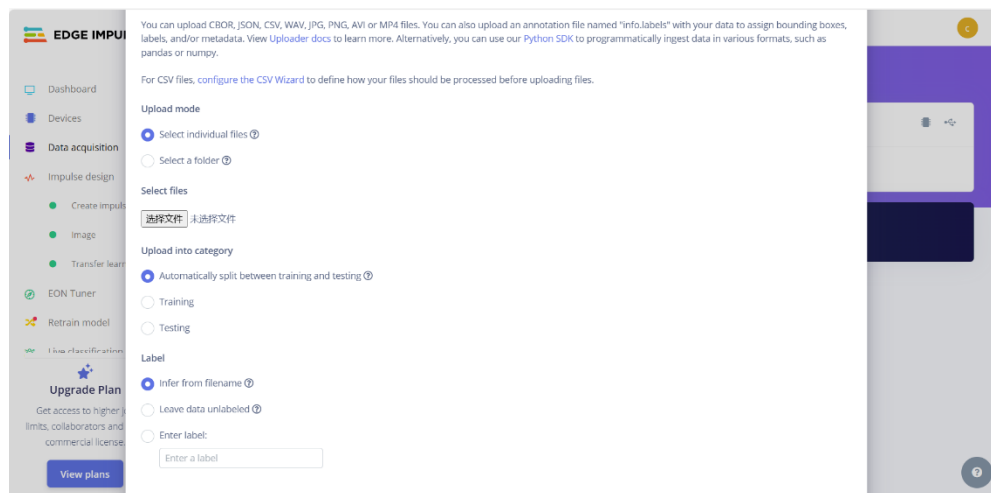 You can upload CBOR, JSON, CSV, WAV, JPG, PNG, AVI or MP4 files. You can also upload an annotation file named "info.labels" with your data to assign bounding boxes,
labels, and/or metadata. View Uploader docs to learn more. Alternatively, you can use our Python SDK to programmatically ingest data in various formats, such as
pandas or numpy.
For CSV files, configure the CSV Wizard to define how your files should be processed before uploading files.
Upload mode
Select individual files
Select a folder
Select files
选择文件 未选择文件
Upload into category
Automatically split between training and testing
Training
Testing
Label
Infer from filename
Leave data unlabeled
Enter label:
Enter a label
EDGE IMPU
Dashboard
Devices
Data acquisition
Impulse design
Create impuls
Image
Transfer learn
EON Tuner
Retrain model
Live classification
Upgrade Plan
Get access to higher j
limits, collaborators and
commercial license
View plans
C